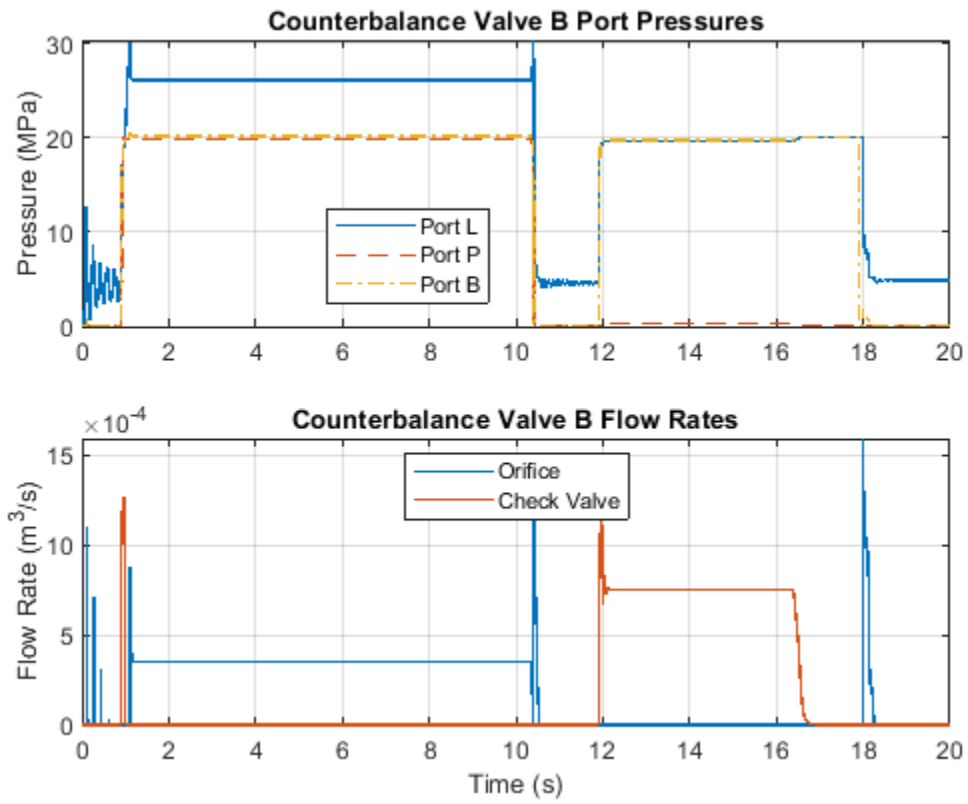 Counterbalance Valve B Port Pressures
30
20
10
0
Pressure (MPa)
Port L
Port P
Port B
0 2 4 6 8 10 12 14 16 18 20
×10⁻⁴
Counterbalance Valve B Flow Rates
15
10
5
0
Flow Rate (m³/s)
Orifice
Check Valve
0 2 4 6 8 10 12 14 16 18 20
Time (s)